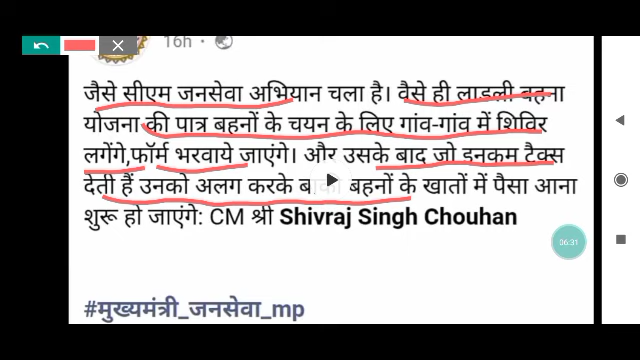 16h ·
जैसे सीएम जनसेवा अभियान चला है। वैसे ही लाडली बहना
योजना की पात्र बहनों के चयन के लिए गांव-गांव में शिविर
लगेंगे,फॉर्म भरवाये जाएंगे। और उसके बाद जो इनकम टैक्स
देती हैं उनको अलग करके बाकी बहनों के खातों में पैसा आना
शुरू हो जाएंगे: CM श्री Shivraj Singh Chouhan
06:31
#मुख्यमंत्री_जनसेवा_mp